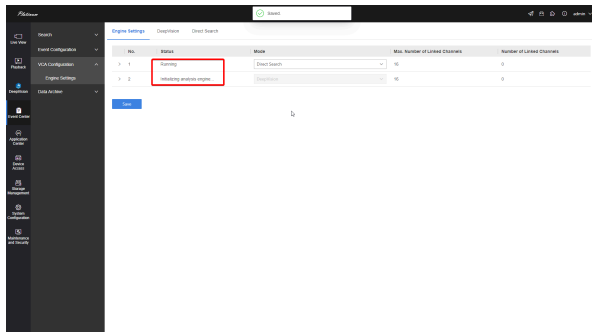 Platinum
Saved.
admin
Live View
Playback
DeepVision
Event Center
Application
Center
Device
Access
Storage
Management
System
Configuration
Maintenance
and Security
Search
Event Configuration
VCA Configuration
Engine Settings
Data Archive
Engine Settings DeepVision Direct Search
No. Status Mode Max. Number of Linked Channels Number of Linked Channels
1 Running Direct Search 16 0
2 Initializing analysis engine... DeepVision 16 0
Save